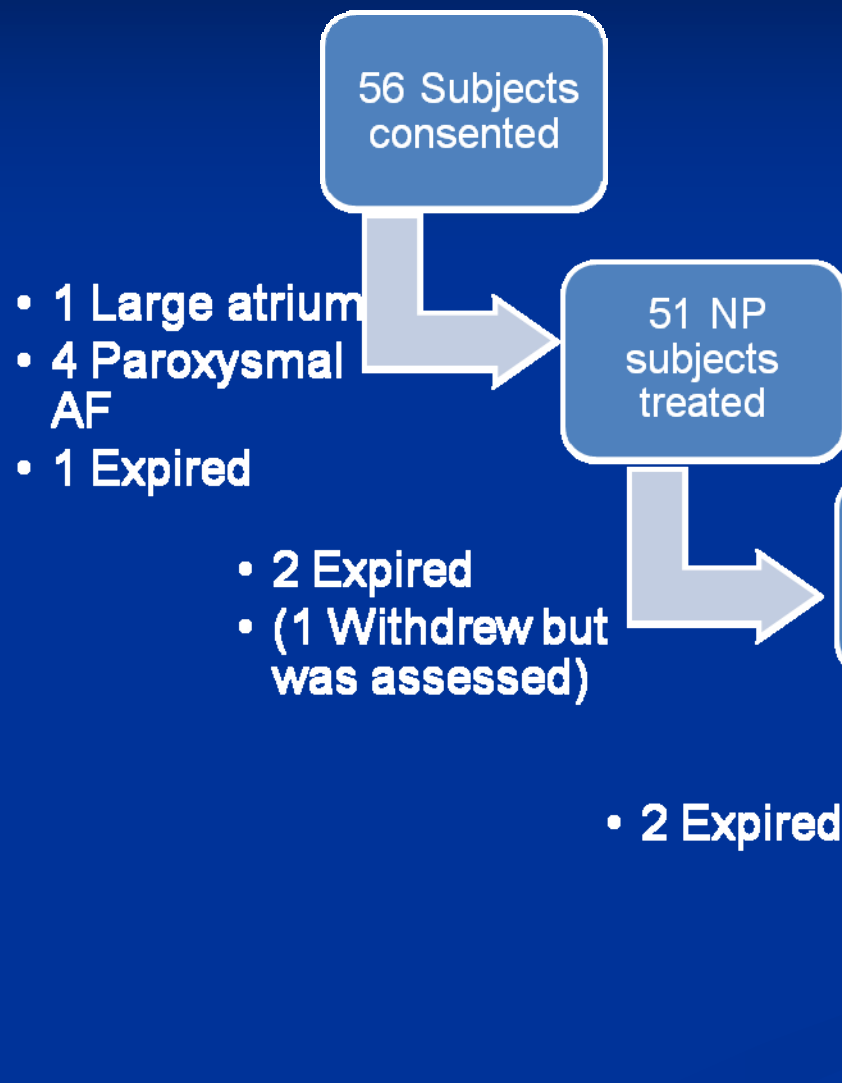 56 Subjects
consented
• 1 Large atrium
• 4 Paroxysmal
AF
• 1 Expired
51 NP
subjects
treated
• 2 Expired
• (1 Withdrew but
was assessed)
• 2 Expired